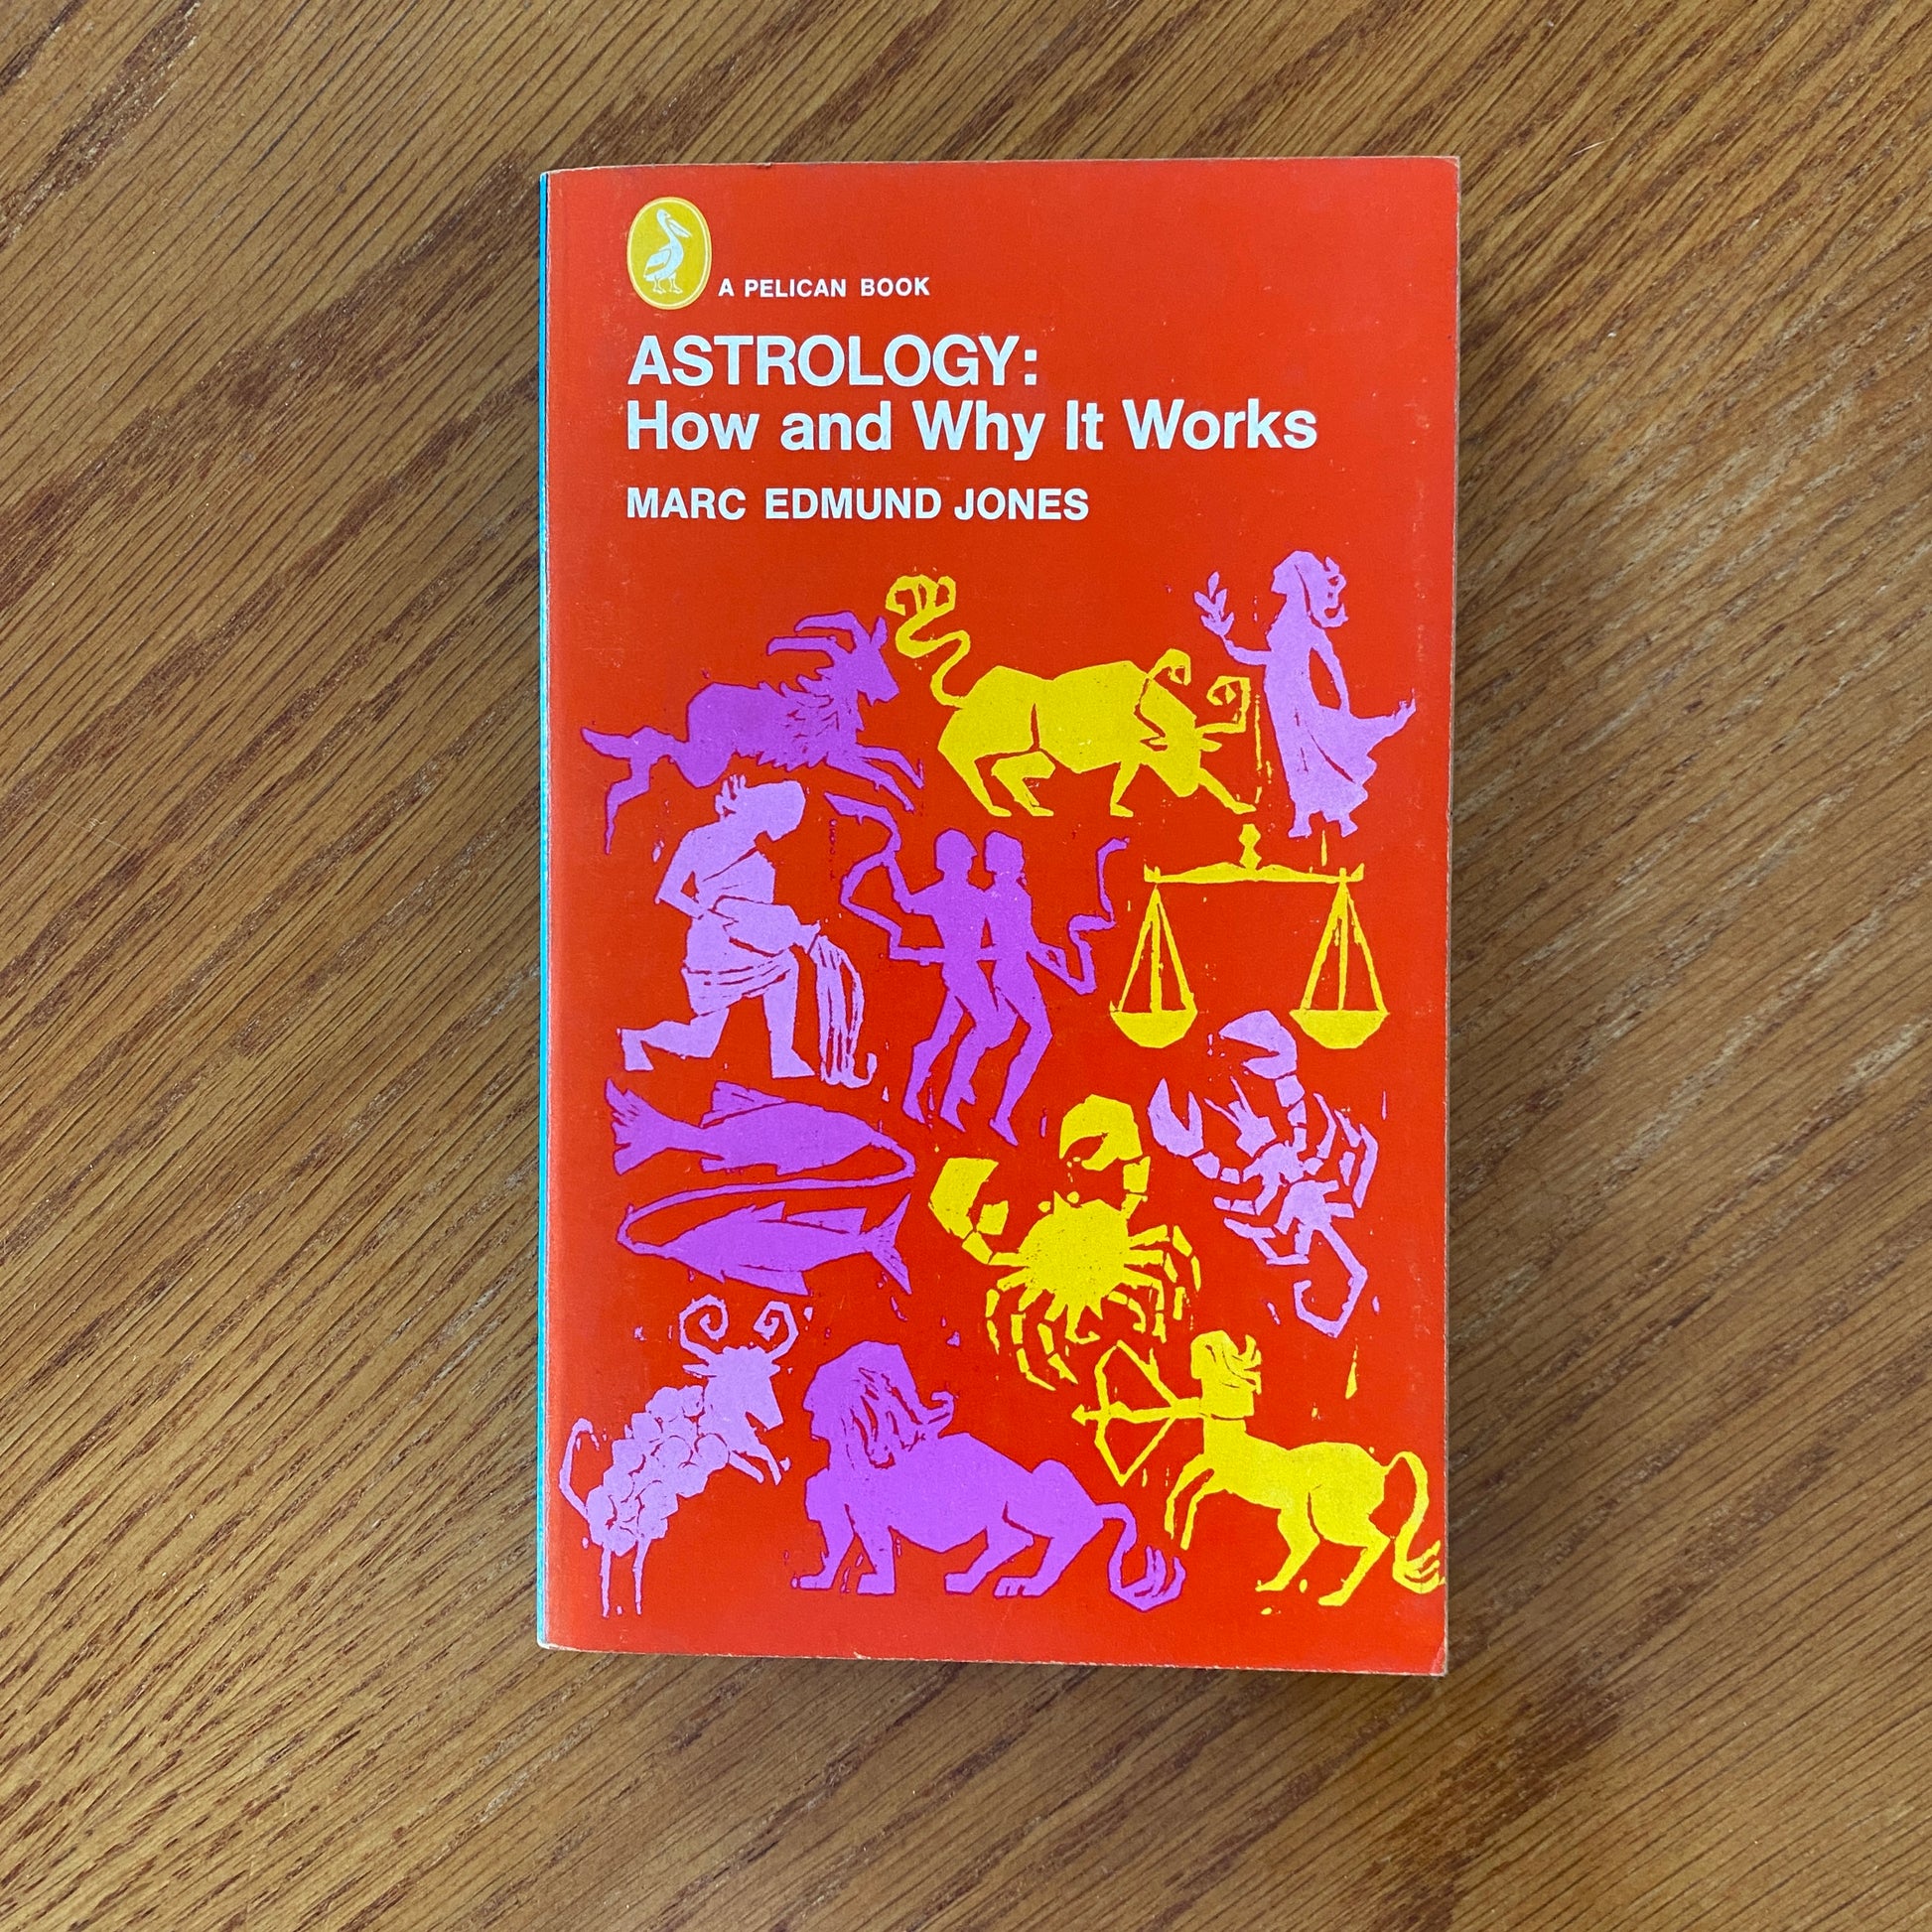 A PELICAN BOOK
ASTROLOGY:
How and Why It Works
MARC EDMUND JONES